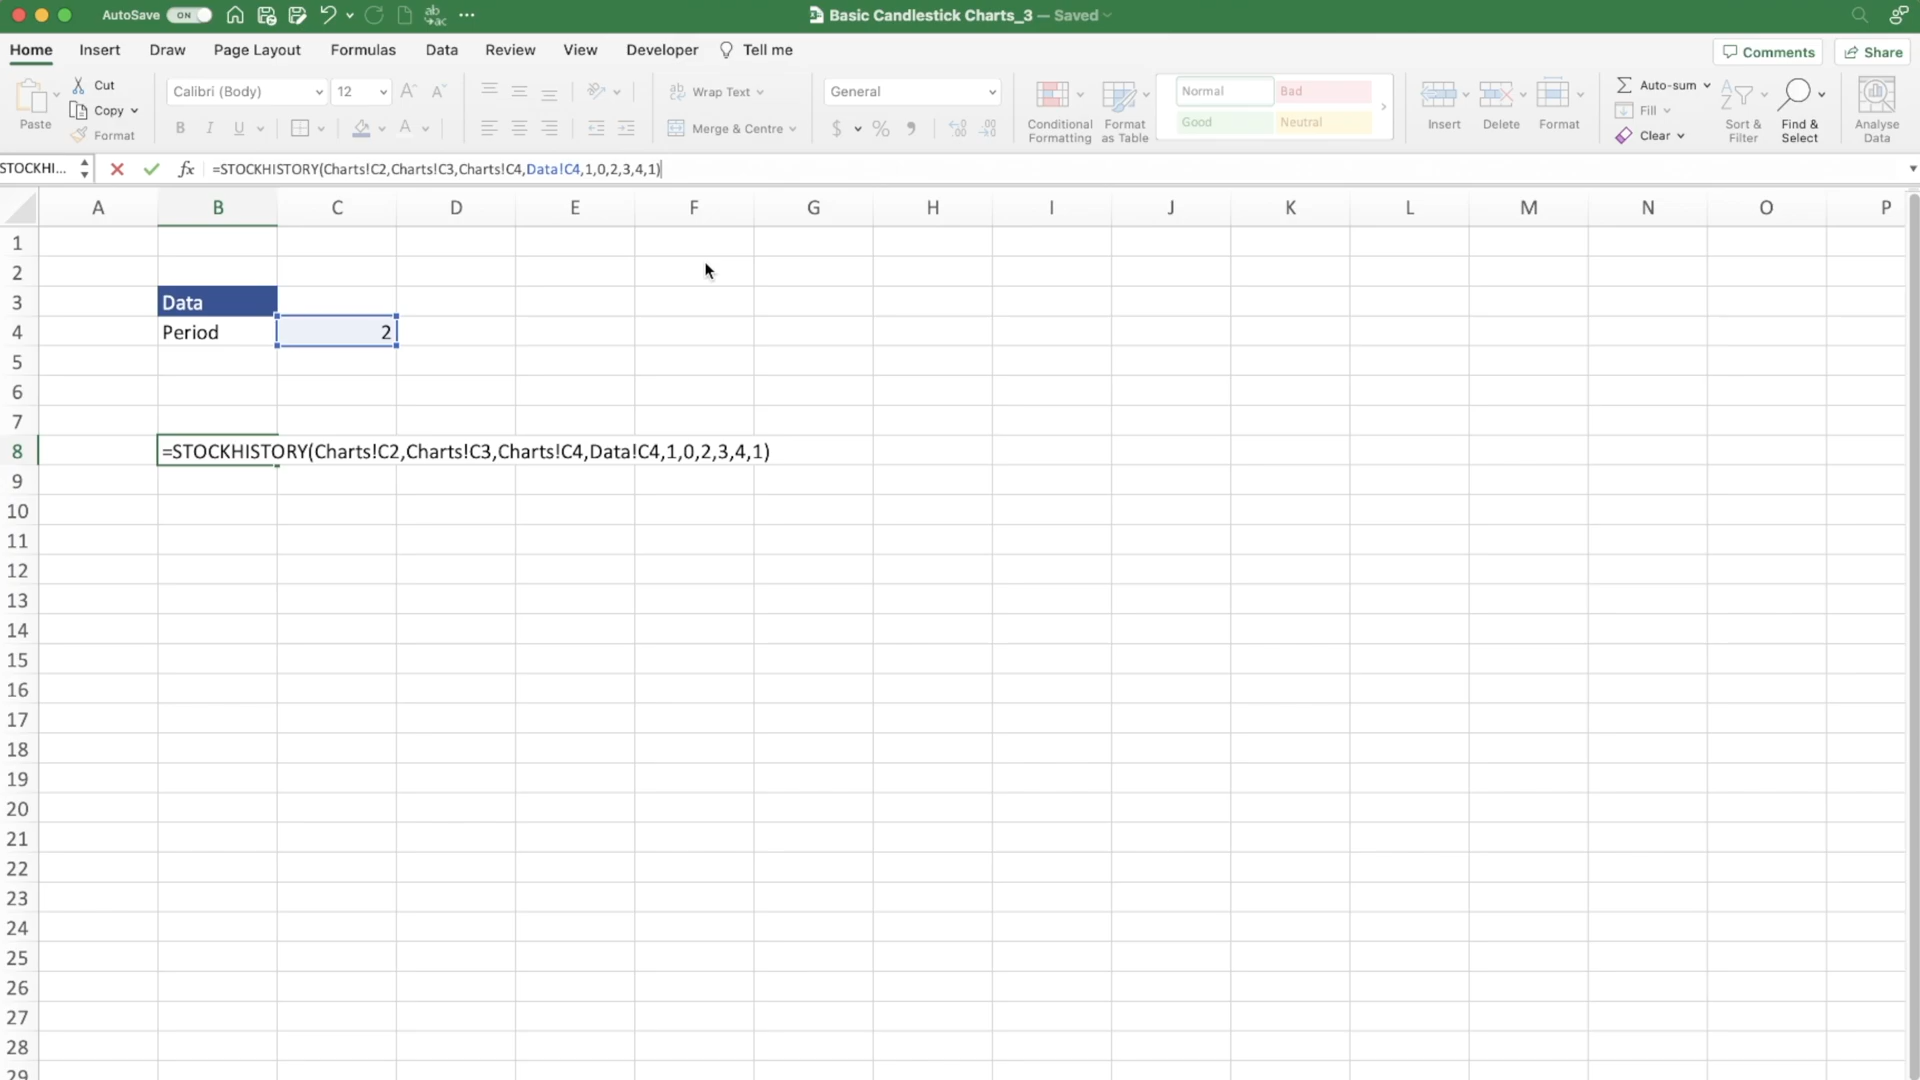 AutoSave ON ab ac ... Basic Candlestick Charts_3 — Saved
Home Insert Draw Page Layout Formulas Data Review View Developer Tell me Comments Share
Paste Cut Copy Format
Calibri (Body) 12 A A
B I U A
Wrap Text
Merge & Centre
General
$ %
Conditional Formatting
Format as Table
Normal Bad
Good Neutral
Insert Delete Format
Auto-sum
Fill
Clear
Sort & Filter
Find & Select
Analyse Data
STOCKHI... fx =STOCKHISTORY(Charts!C2,Charts!C3,Charts!C4,Data!C4,1,0,2,3,4,1)
A B C D E F G H I J K L M N O P
1
2
3 Data
4 Period 2
5
6
7
8 =STOCKHISTORY(Charts!C2,Charts!C3,Charts!C4,Data!C4,1,0,2,3,4,1)
9
10
11
12
13
14
15
16
17
18
19
20
21
22
23
24
25
26
27
28
29